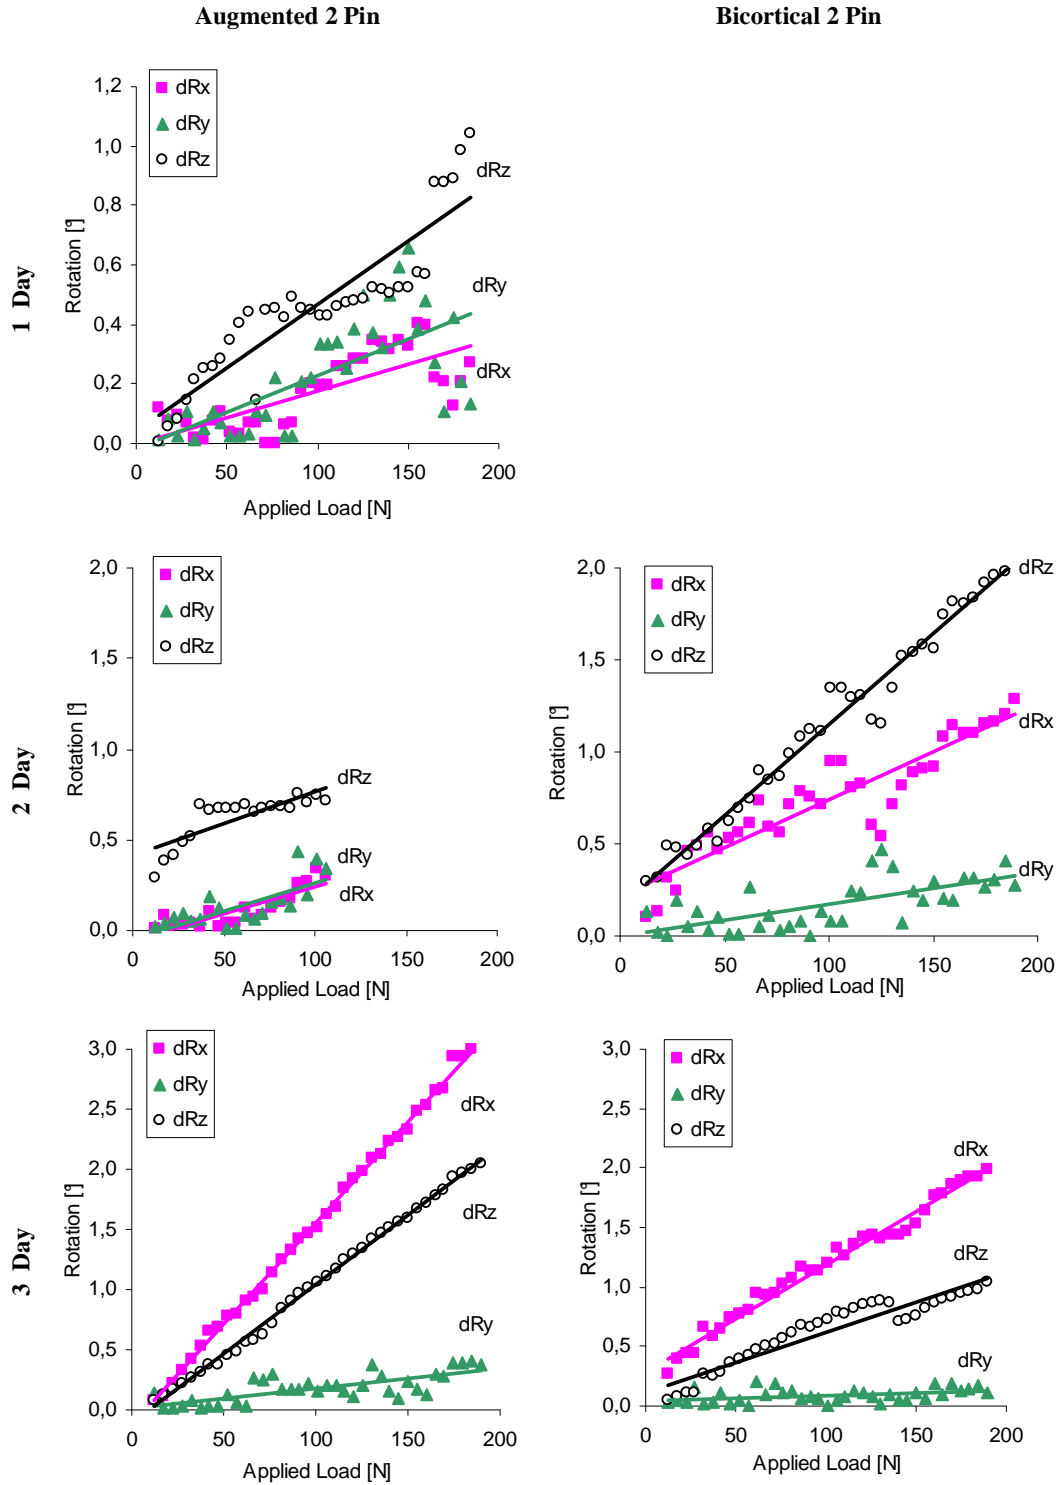 Augmented 2 Pin
Bicortical 2 Pin
1 Day
dRx
dRy
dRz
1,2
1,0
0,8
0,6
0,4
0,2
0,0
Rotation [°]
dRz
dRy
dRx
0 50 100 150 200
Applied Load [N]
2 Day
dRx
dRy
dRz
2,0
1,5
1,0
0,5
0,0
Rotation [°]
dRz
dRy
dRx
0 50 100 150 200
Applied Load [N]
dRx
dRy
dRz
2,0
1,5
1,0
0,5
0,0
Rotation [°]
dRz
dRx
dRy
0 50 100 150 200
Applied Load [N]
3 Day
dRx
dRy
dRz
3,0
2,5
2,0
1,5
1,0
0,5
0,0
Rotation [°]
dRx
dRz
dRy
0 50 100 150 200
Applied Load [N]
dRx
dRy
dRz
3,0
2,5
2,0
1,5
1,0
0,5
0,0
Rotation [°]
dRx
dRz
dRy
0 50 100 150 200
Applied Load [N]